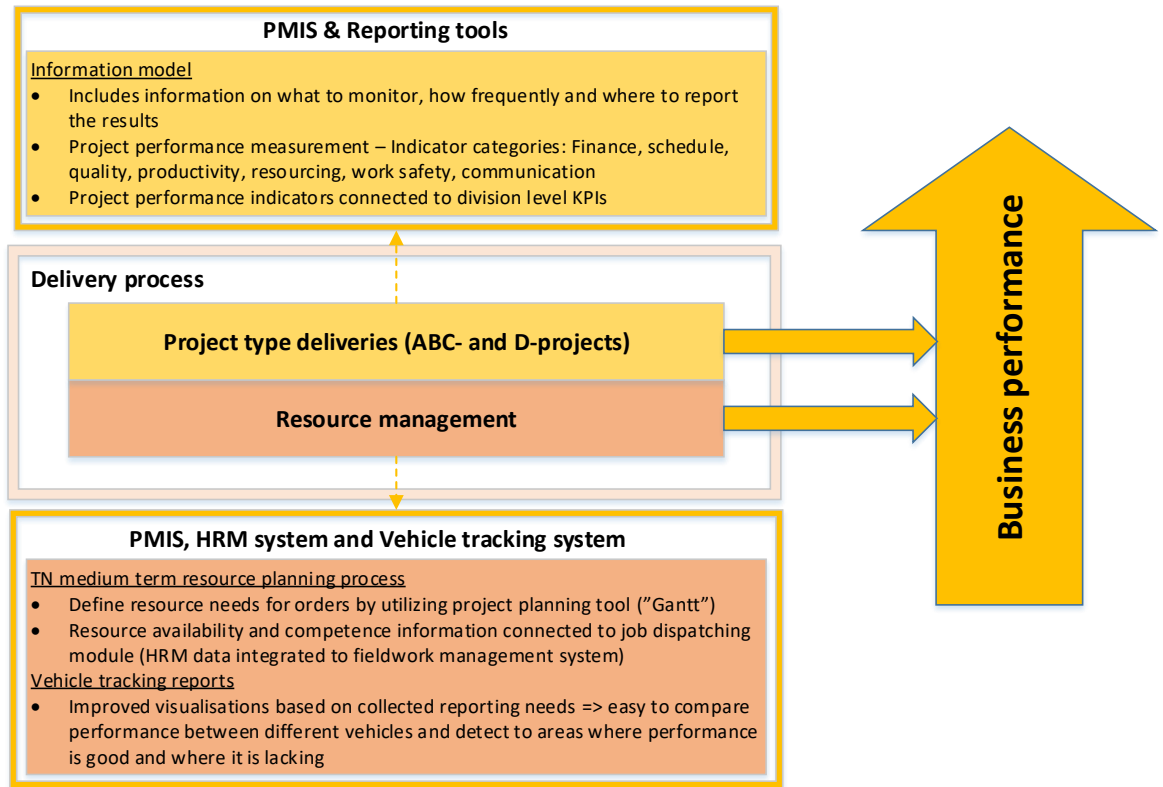 PMIS & Reporting tools
Information model
• Includes information on what to monitor, how frequently and where to report
the results
• Project performance measurement – Indicator categories: Finance, schedule,
quality, productivity, resourcing, work safety, communication
• Project performance indicators connected to division level KPIs
Delivery process
Project type deliveries (ABC- and D-projects)
Resource management
PMIS, HRM system and Vehicle tracking system
TN medium term resource planning process
• Define resource needs for orders by utilizing project planning tool (”Gantt”)
• Resource availability and competence information connected to job dispatching
module (HRM data integrated to fieldwork management system)
Vehicle tracking reports
• Improved visualisations based on collected reporting needs => easy to compare
performance between different vehicles and detect to areas where performance
is good and where it is lacking
Business performance